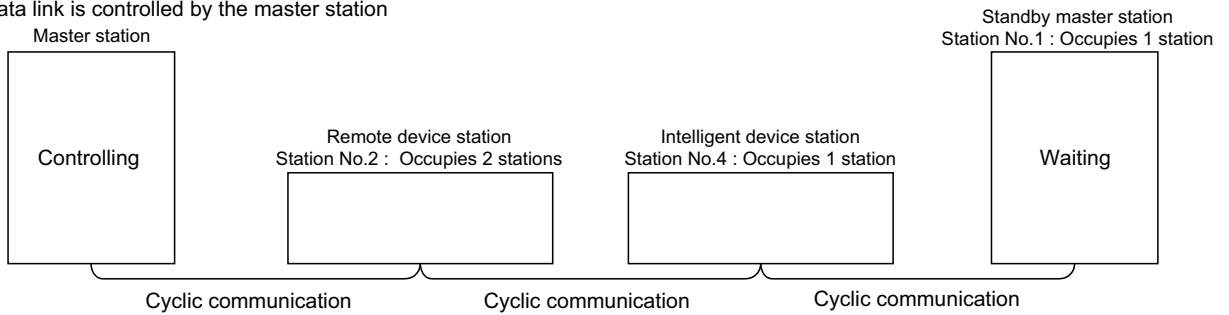 ata link is controlled by the master station
Master station
Controlling
Remote device station
Station No.2 : Occupies 2 stations
Intelligent device station
Station No.4 : Occupies 1 station
Standby master station
Station No.1 : Occupies 1 station
Waiting
Cyclic communication
Cyclic communication
Cyclic communication